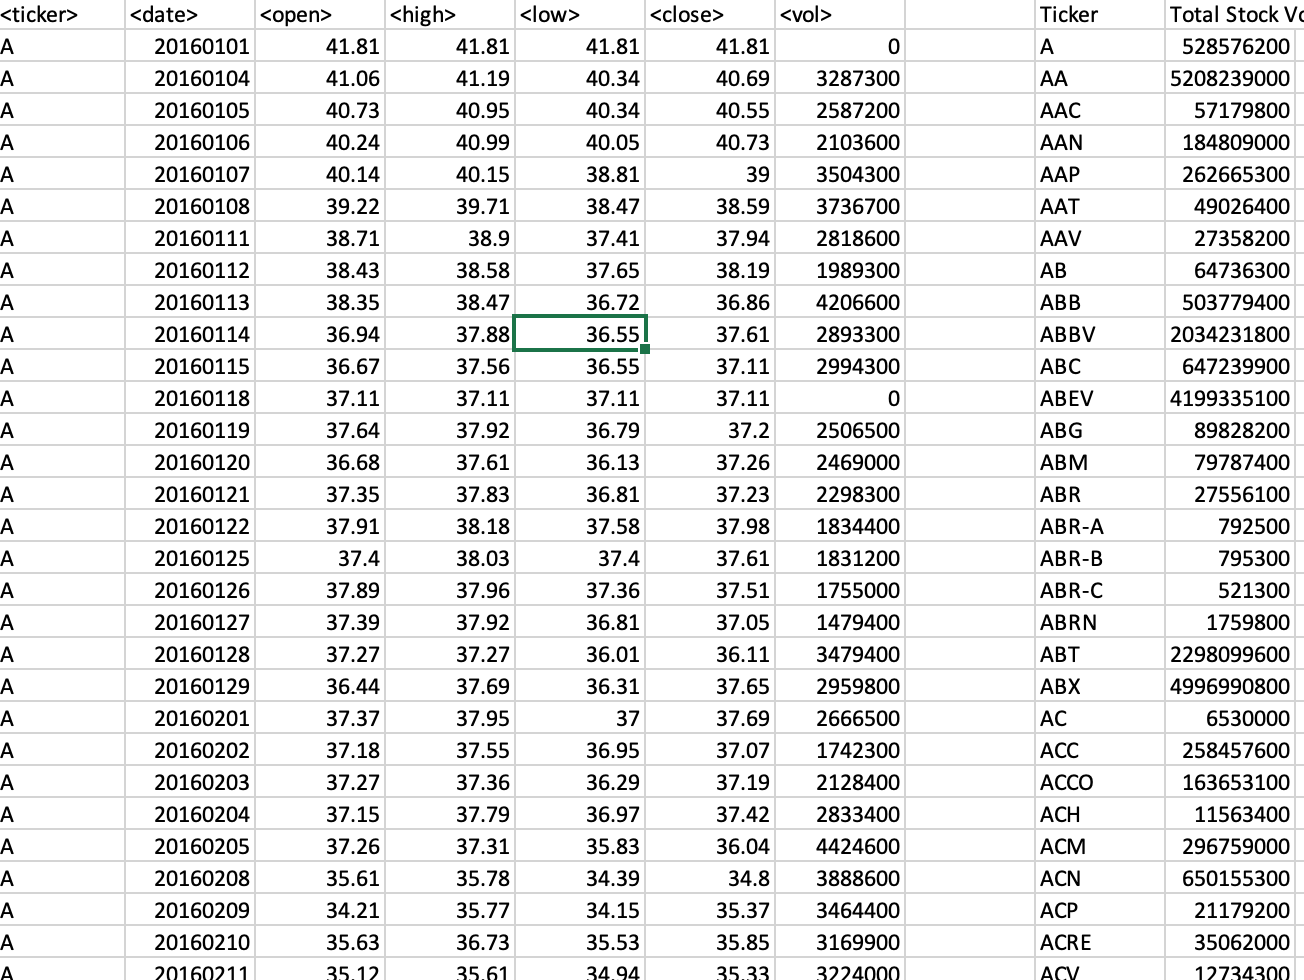 <ticker> <date> <open> <high> <low> <close> <vol> Ticker Total Stock Vo
A 20160101 41.81 41.81 41.81 41.81 0 A 528576200
A 20160104 41.06 41.19 40.34 40.69 3287300 AA 5208239000
A 20160105 40.73 40.95 40.34 40.55 2587200 AAC 57179800
A 20160106 40.24 40.99 40.05 40.73 2103600 AAN 184809000
A 20160107 40.14 40.15 38.81 39 3504300 AAP 262665300
A 20160108 39.22 39.71 38.47 38.59 3736700 AAT 49026400
A 20160111 38.71 38.9 37.41 37.94 2818600 AAV 27358200
A 20160112 38.43 38.58 37.65 38.19 1989300 AB 64736300
A 20160113 38.35 38.47 36.72 36.86 4206600 ABB 503779400
A 20160114 36.94 37.88 36.55 37.61 2893300 ABBV 2034231800
A 20160115 36.67 37.56 36.55 37.11 2994300 ABC 647239900
A 20160118 37.11 37.11 37.11 37.11 0 ABEV 4199335100
A 20160119 37.64 37.92 36.79 37.2 2506500 ABG 89828200
A 20160120 36.68 37.61 36.13 37.26 2469000 ABM 79787400
A 20160121 37.35 37.83 36.81 37.23 2298300 ABR 27556100
A 20160122 37.91 38.18 37.58 37.98 1834400 ABR-A 792500
A 20160125 37.4 38.03 37.4 37.61 1831200 ABR-B 795300
A 20160126 37.89 37.96 37.36 37.51 1755000 ABR-C 521300
A 20160127 37.39 37.92 36.81 37.05 1479400 ABRN 1759800
A 20160128 37.27 37.27 36.01 36.11 3479400 ABT 2298099600
A 20160129 36.44 37.69 36.31 37.65 2959800 ABX 4996990800
A 20160201 37.37 37.95 37 37.69 2666500 AC 6530000
A 20160202 37.18 37.55 36.95 37.07 1742300 ACC 258457600
A 20160203 37.27 37.36 36.29 37.19 2128400 ACCO 163653100
A 20160204 37.15 37.79 36.97 37.42 2833400 ACH 11563400
A 20160205 37.26 37.31 35.83 36.04 4424600 ACM 296759000
A 20160208 35.61 35.78 34.39 34.8 3888600 ACN 650155300
A 20160209 34.21 35.77 34.15 35.37 3464400 ACP 21179200
A 20160210 35.63 36.73 35.53 35.85 3169900 ACRE 35062000
A 20160211 35.12 35.61 34.94 35.33 3224000 ACV 12734300